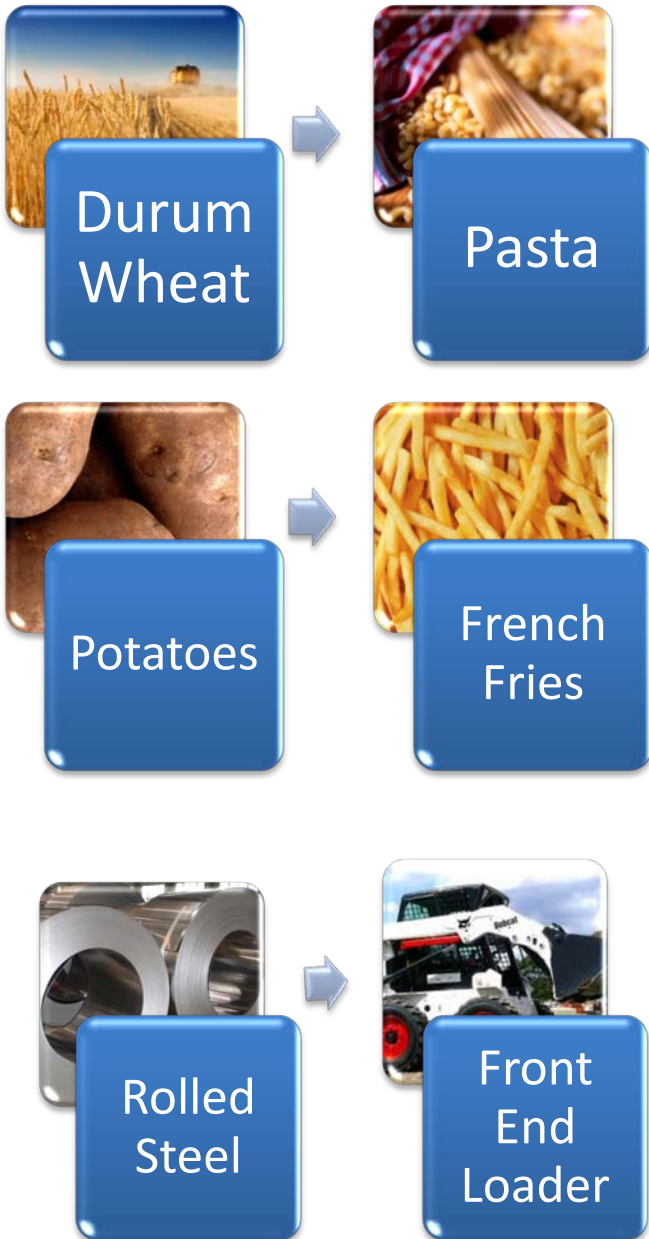 Durum
Wheat
Pasta
Potatoes
French
Fries
Bobcat
Rolled
Steel
Front
End
Loader